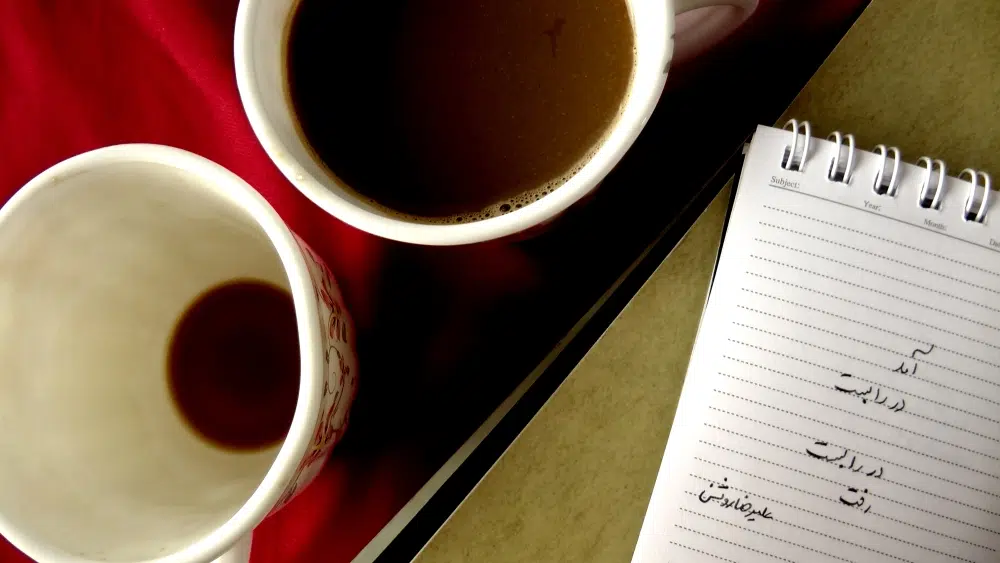 Subject:
Year:
Month:
آمد
در را بست
در را بست
رفت
علیرضا روشن